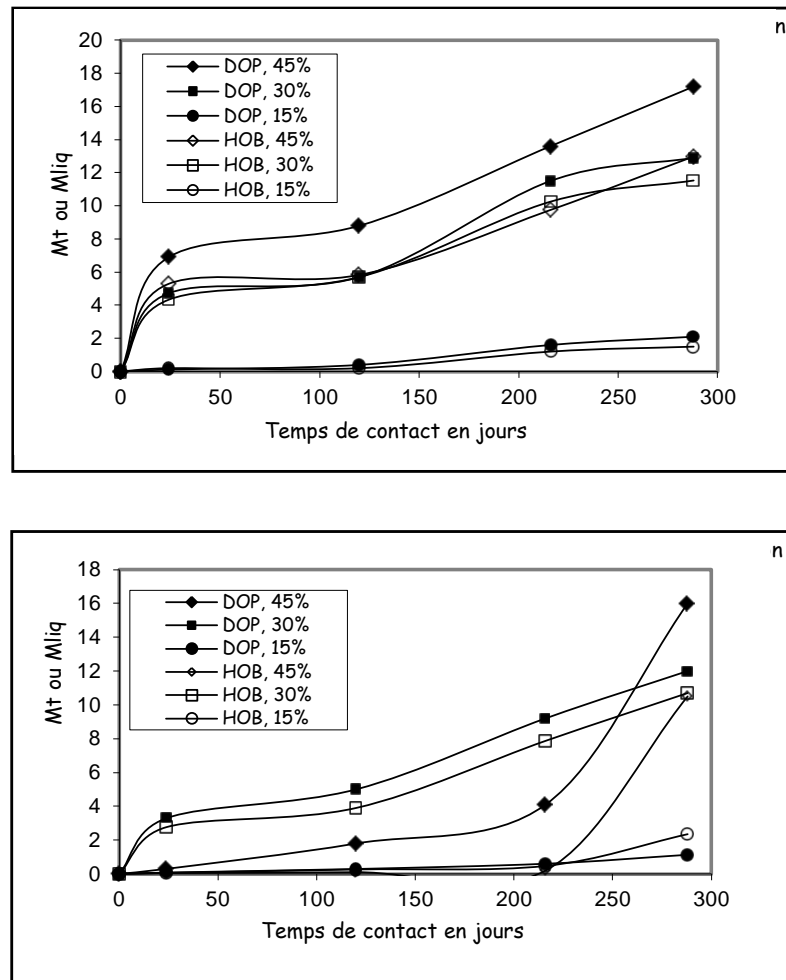 n
20
18
16
14
12
10
8
6
4
2
0
Mt ou Mliq
DOP, 45%
DOP, 30%
DOP, 15%
HOB, 45%
HOB, 30%
HOB, 15%
0 50 100 150 200 250 300
Temps de contact en jours
n
18
16
14
12
10
8
6
4
2
0
Mt ou Mliq
DOP, 45%
DOP, 30%
DOP, 15%
HOB, 45%
HOB, 30%
HOB, 15%
0 50 100 150 200 250 300
Temps de contact en jours